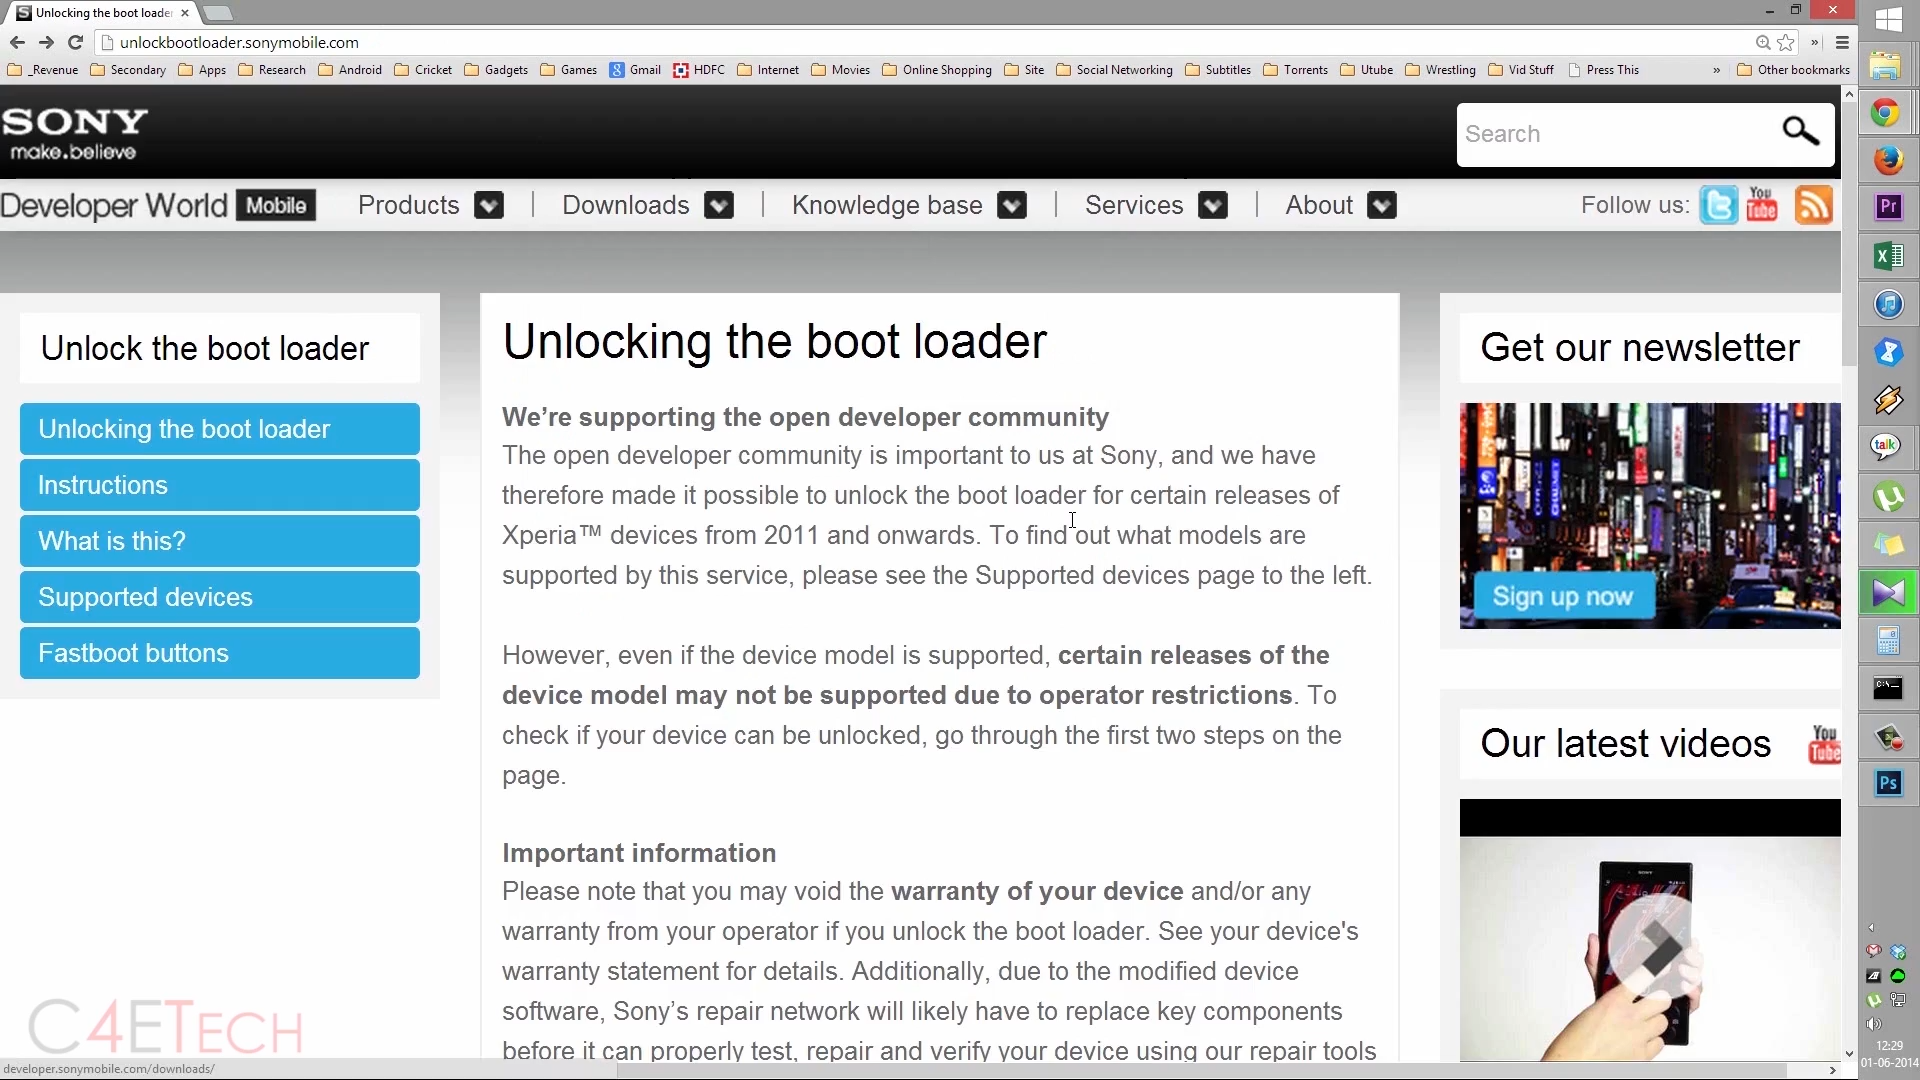 Unlocking the boot loade
unlockbootloader.sonymobile.com
_Revenue Secondary Apps Research Android Cricket Gadgets Games Gmail HDFC Internet Movies Online Shopping Site Social Networking Subtitles Torrents Utube Wrestling Vid Stuff Press This » Other bookmarks
SONY
make.believe
Search
Developer World Mobile
Products
Downloads
Knowledge base
Services
About
Follow us:
You
Tube
Unlock the boot loader
Unlocking the boot loader
Instructions
What is this?
Supported devices
Fastboot buttons
Unlocking the boot loader
We’re supporting the open developer community
The open developer community is important to us at Sony, and we have
therefore made it possible to unlock the boot loader for certain releases of
Xperia™ devices from 2011 and onwards. To find out what models are
supported by this service, please see the Supported devices page to the left.
However, even if the device model is supported, certain releases of the
device model may not be supported due to operator restrictions. To
check if your device can be unlocked, go through the first two steps on the
page.
Important information
Please note that you may void the warranty of your device and/or any
warranty from your operator if you unlock the boot loader. See your device's
warranty statement for details. Additionally, due to the modified device
software, Sony’s repair network will likely have to replace key components
before it can properly test, repair and verify your device using our repair tools
Get our newsletter
Sign up now
Our latest videos
You
Tube
SONY
Pr
talk
C:\
Ps
12:29
01-06-2014
C4ETech
developer.sonymobile.com/downloads/